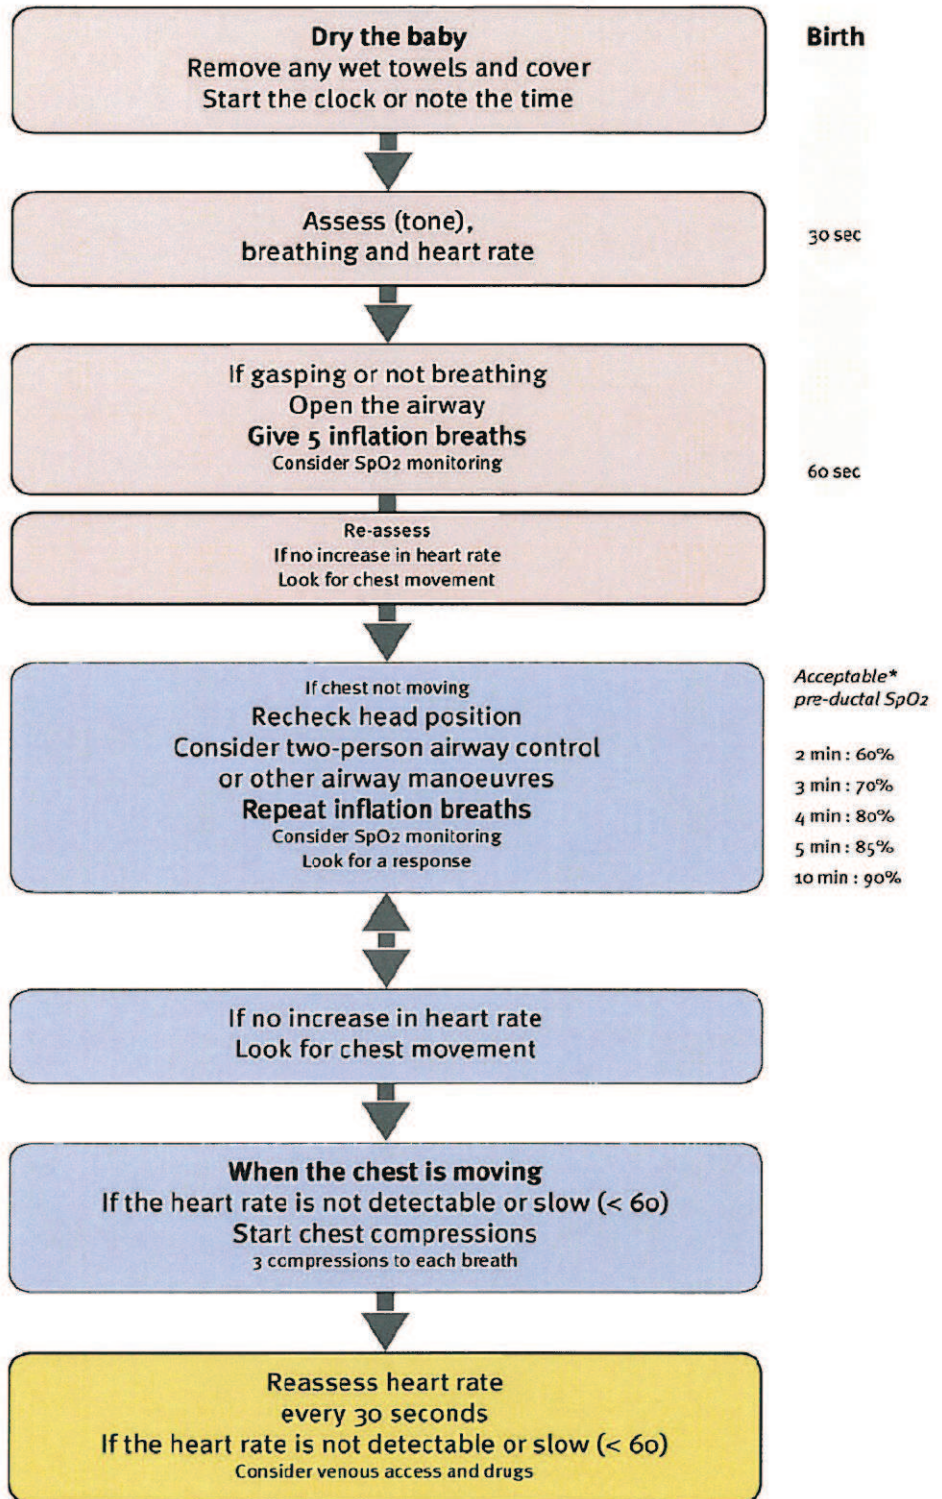 Dry the baby
Remove any wet towels and cover
Start the clock or note the time
Birth
Assess (tone),
breathing and heart rate
30 sec
If gasping or not breathing
Open the airway
Give 5 inflation breaths
Consider SpO2 monitoring
60 sec
Re-assess
If no increase in heart rate
Look for chest movement
If chest not moving
Recheck head position
Consider two-person airway control
or other airway manoeuvres
Repeat inflation breaths
Consider SpO2 monitoring
Look for a response
Acceptable*
pre-ductal SpO2
2 min : 60%
3 min : 70%
4 min : 80%
5 min : 85%
10 min : 90%
If no increase in heart rate
Look for chest movement
When the chest is moving
If the heart rate is not detectable or slow (< 60)
Start chest compressions
3 compressions to each breath
Reassess heart rate
every 30 seconds
If the heart rate is not detectable or slow (< 60)
Consider venous access and drugs